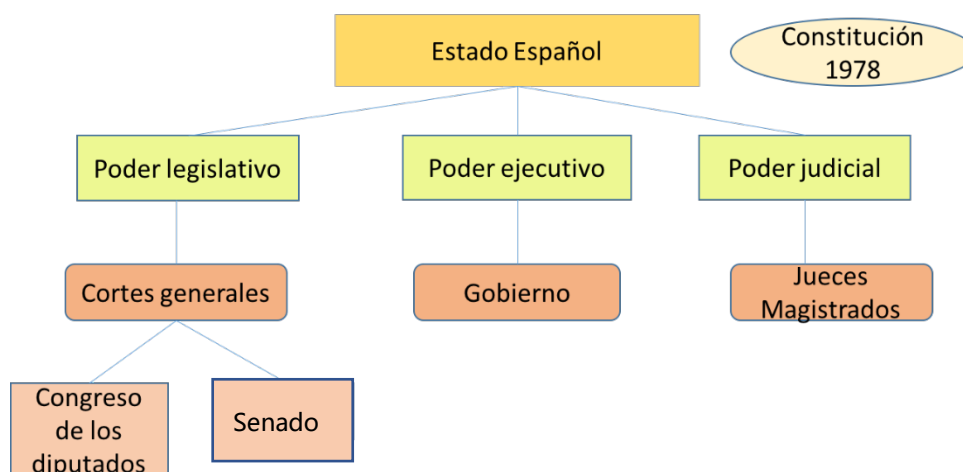 Estado Español
Constitución
1978
Poder legislativo
Poder ejecutivo
Poder judicial
Cortes generales
Gobierno
Jueces
Magistrados
Congreso
de los
diputados
Senado